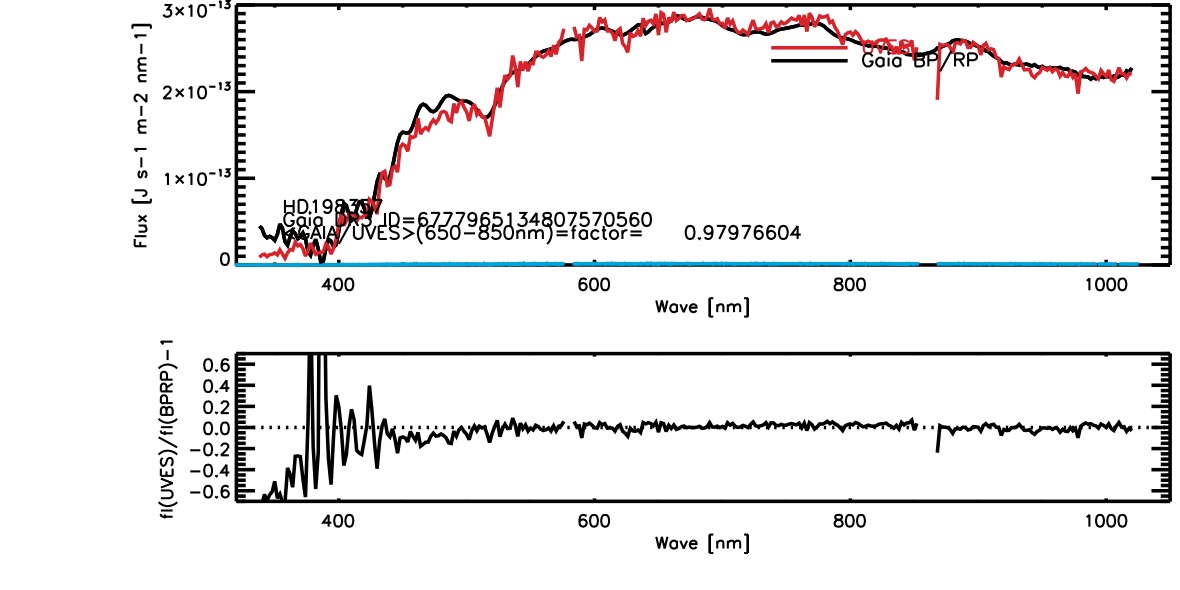 3×10⁻¹³
2×10⁻¹³
1×10⁻¹³
0
Flux [J s−1 m−2 nm−1]
UVES
Gaia BP/RP
HD198357
Gaia DR3 ID=6777965134807570560
<GAIA/UVES>(650−850nm)=factor= 0.97976604
400 600 800 1000
Wave [nm]
fl(UVES)/fl(BPRP)−1
0.6
0.4
0.2
0.0
−0.2
−0.4
−0.6
400 600 800 1000
Wave [nm]